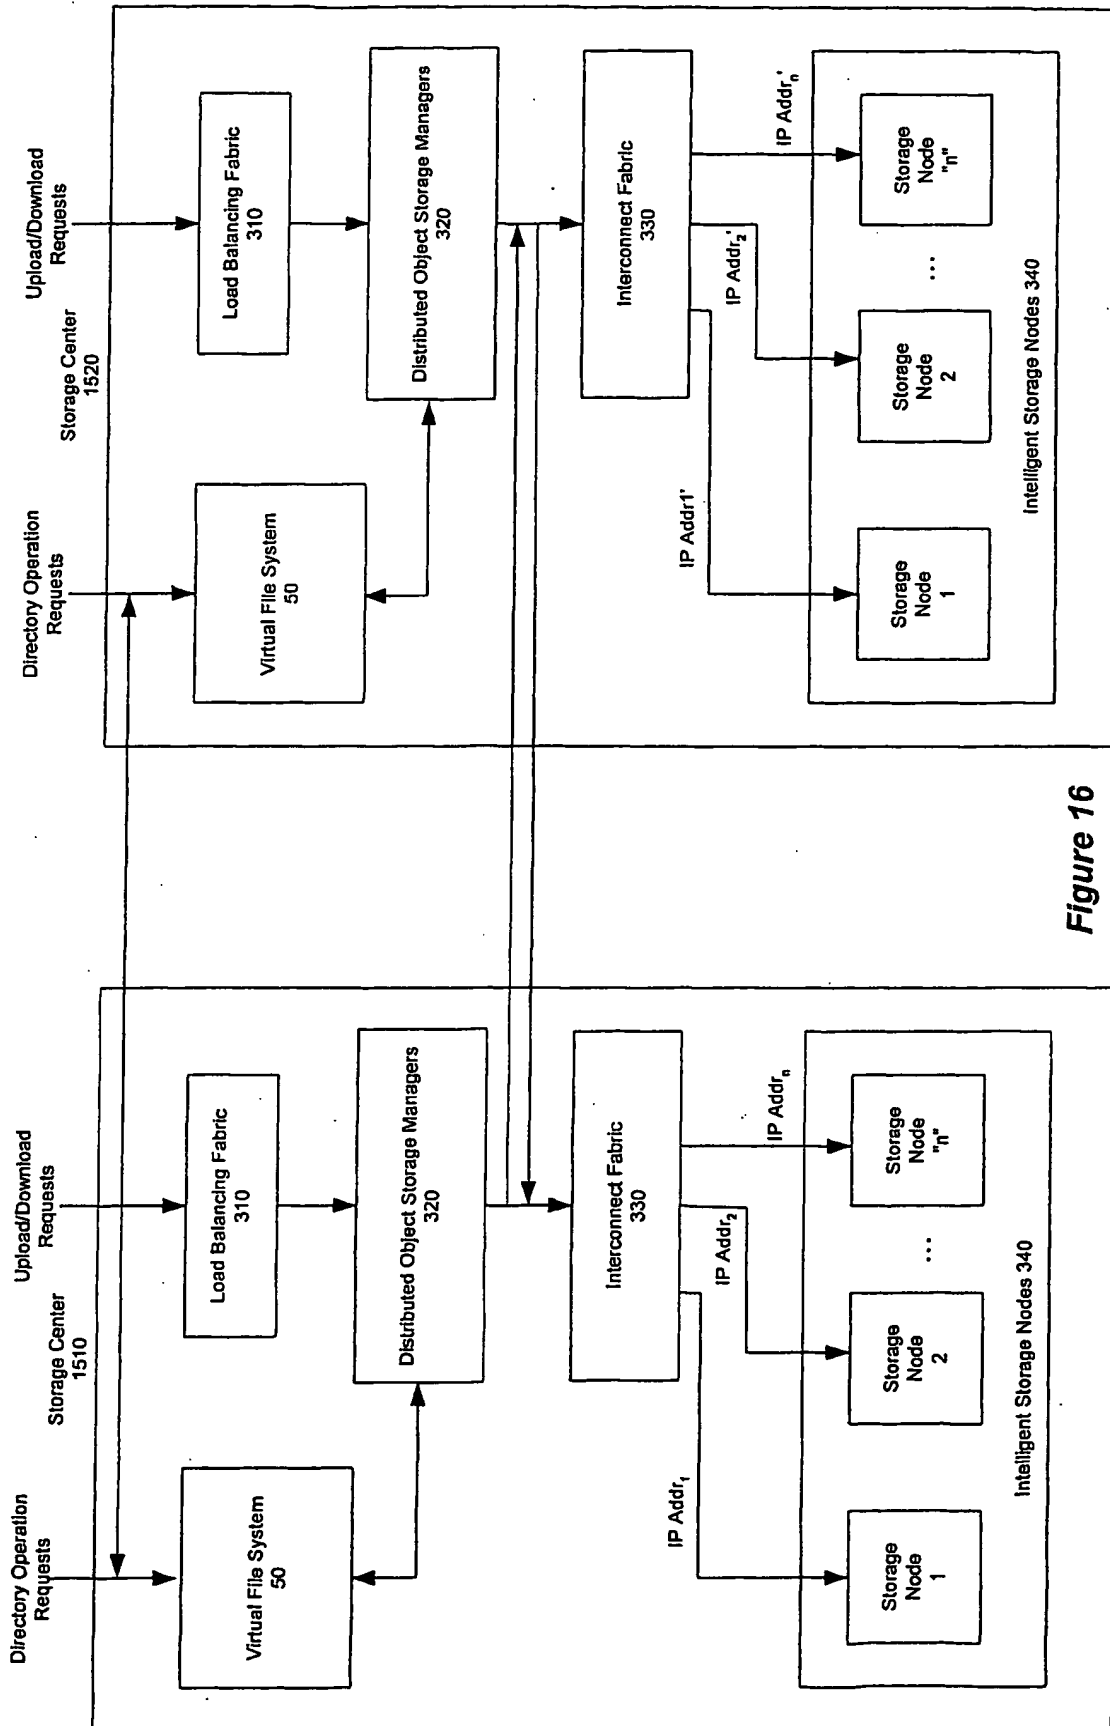 Directory Operation
Requests
Storage Center
1510
Upload/Download
Requests
Virtual File System
50
Load Balancing Fabric
310
Distributed Object Storage Managers
320
Interconnect Fabric
330
IP Addr1
IP Addr2
IP Addrn
Storage
Node
1
Storage
Node
2
...
Storage
Node
"n"
Intelligent Storage Nodes 340
Directory Operation
Requests
Storage Center
1520
Upload/Download
Requests
Virtual File System
50
Load Balancing Fabric
310
Distributed Object Storage Managers
320
Interconnect Fabric
330
IP Addr1'
IP Addr2'
IP Addrn'
Storage
Node
1
Storage
Node
2
...
Storage
Node
"n"
Intelligent Storage Nodes 340
Figure 16